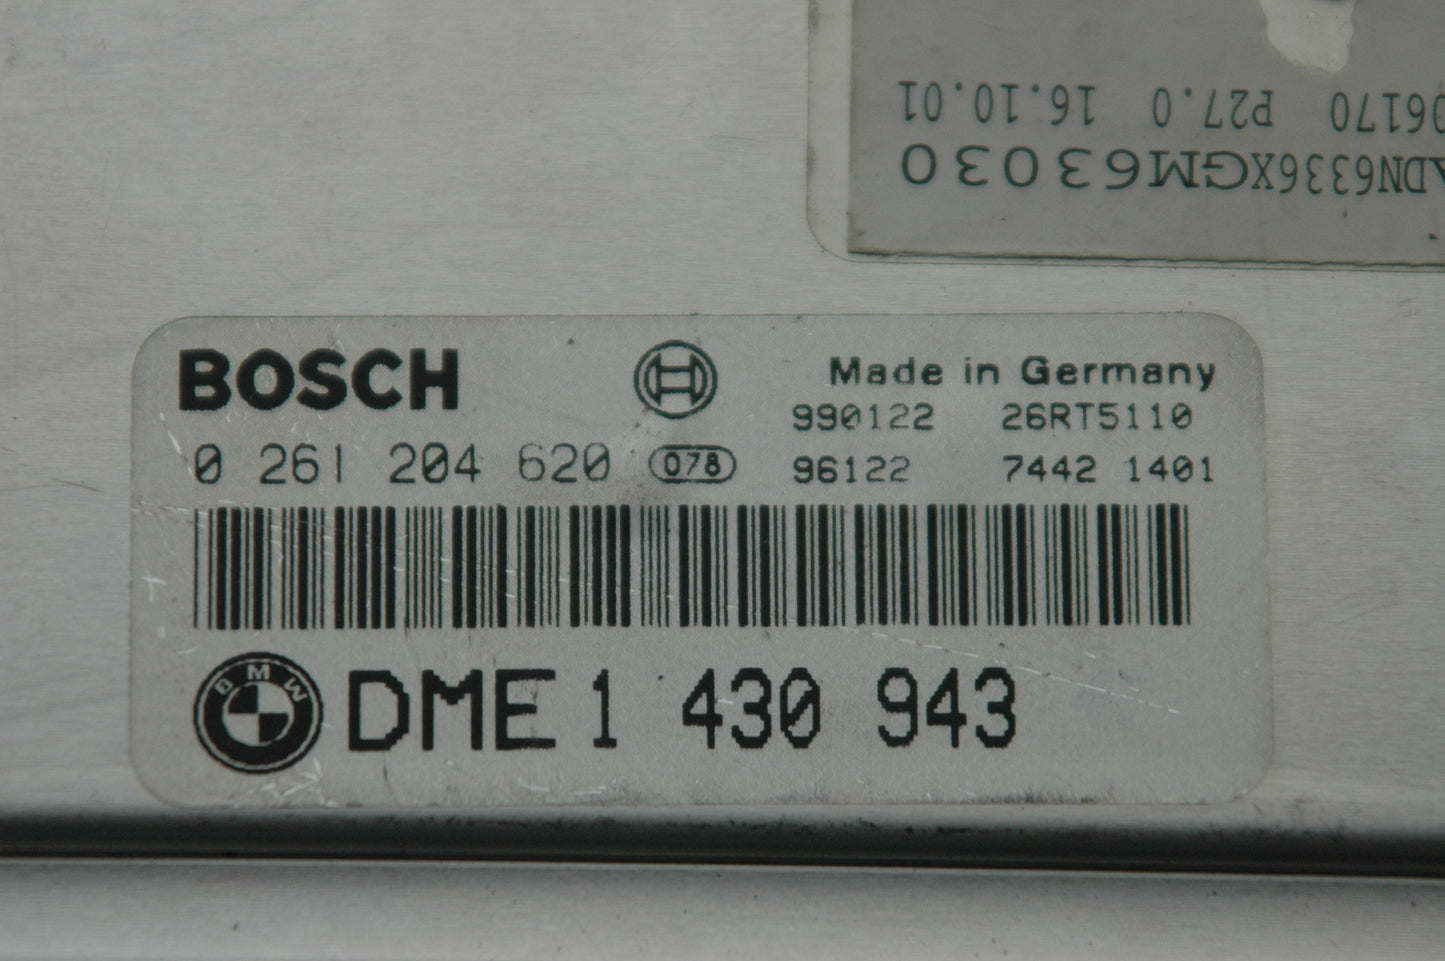 ADN6336XGM63030
06170 P27.0 16.10.01
BOSCH
Made in Germany
990122 26RT5110
0 261 204 620 078 96122 7442 1401
BMW DME 1 430 943